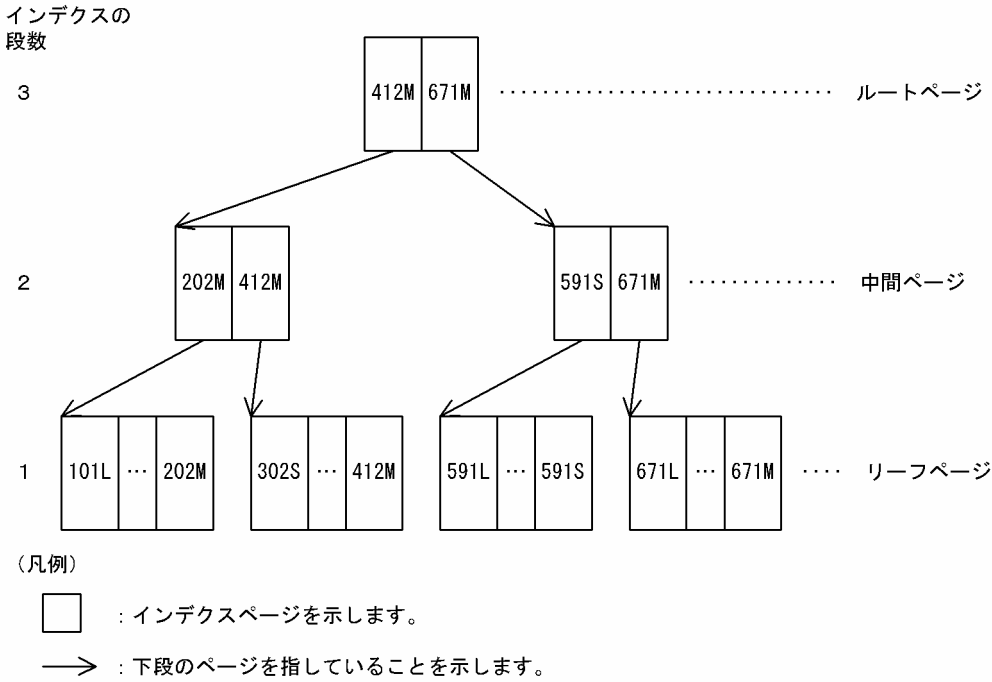 インデクスの
段数
3 412M 671M ‥‥‥‥‥‥‥‥‥‥‥‥‥‥‥ ルートページ
2 202M 412M 591S 671M ‥‥‥‥‥‥‥ 中間ページ
1 101L … 202M 302S … 412M 591L … 591S 671L … 671M ‥‥ リーフページ
(凡例)
：インデクスページを示します。
：下段のページを指していることを示します。